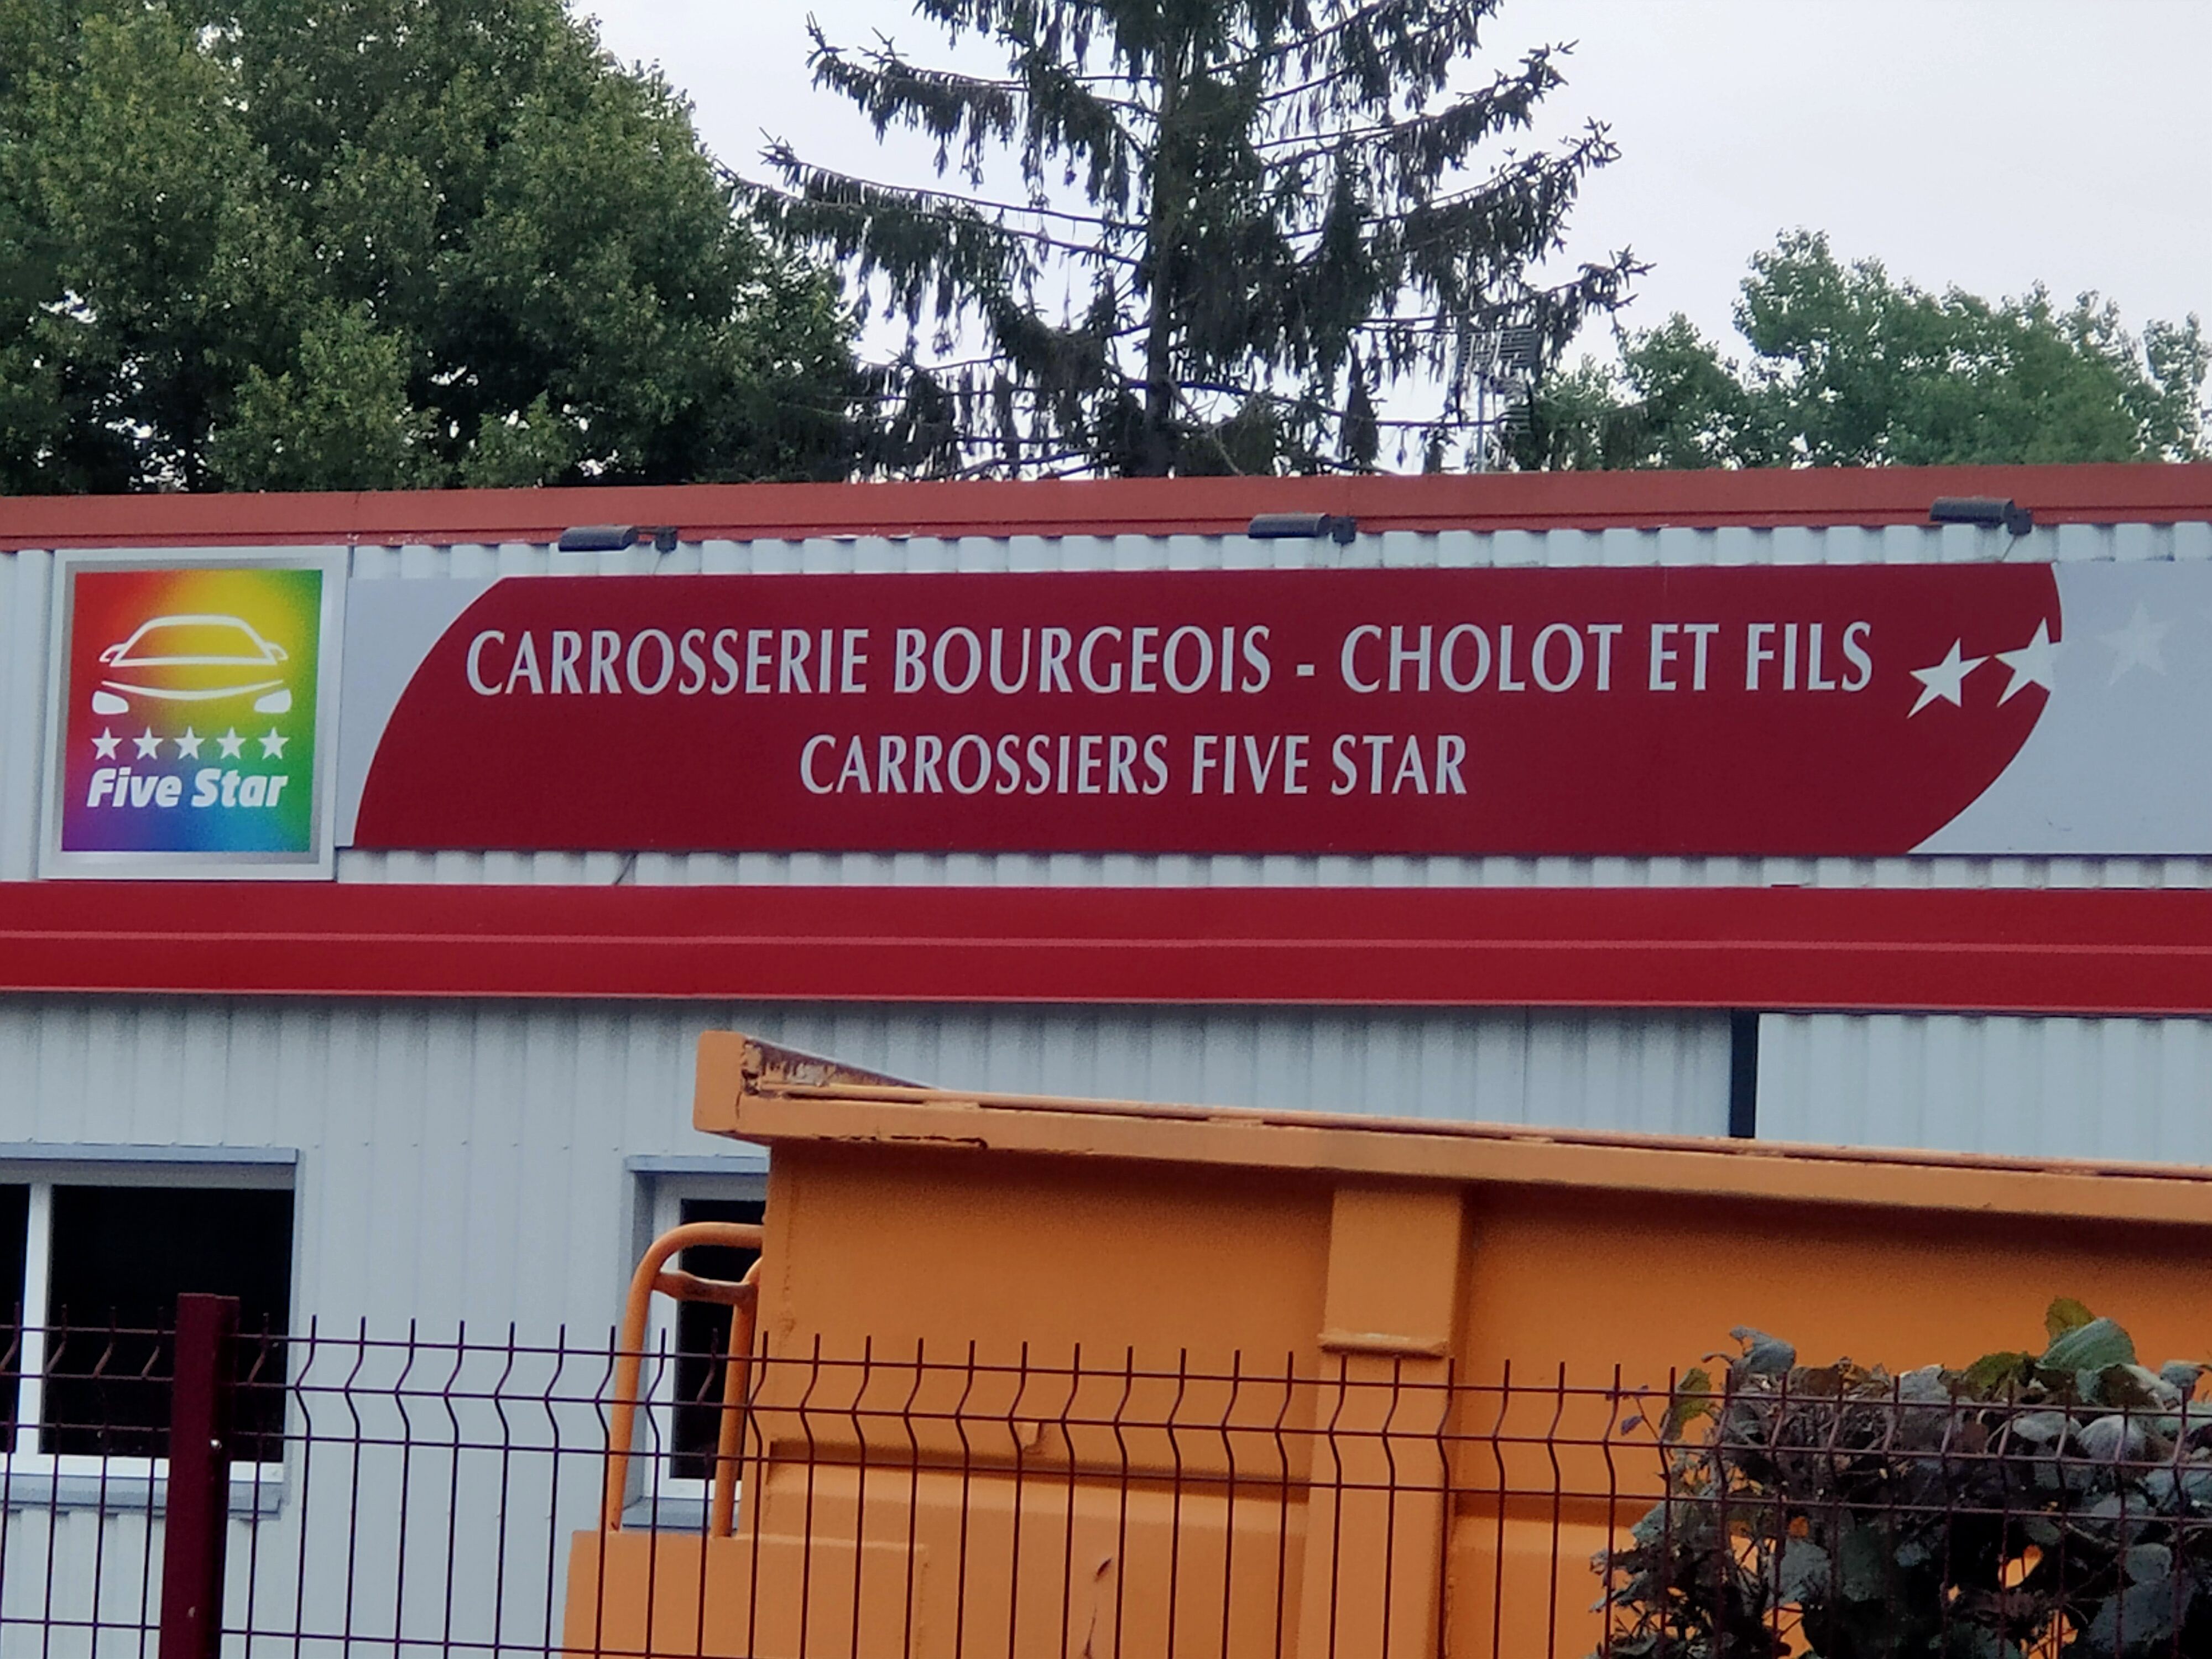 Five Star
CARROSSERIE BOURGEOIS - CHOLOT ET FILS
CARROSSIERS FIVE STAR